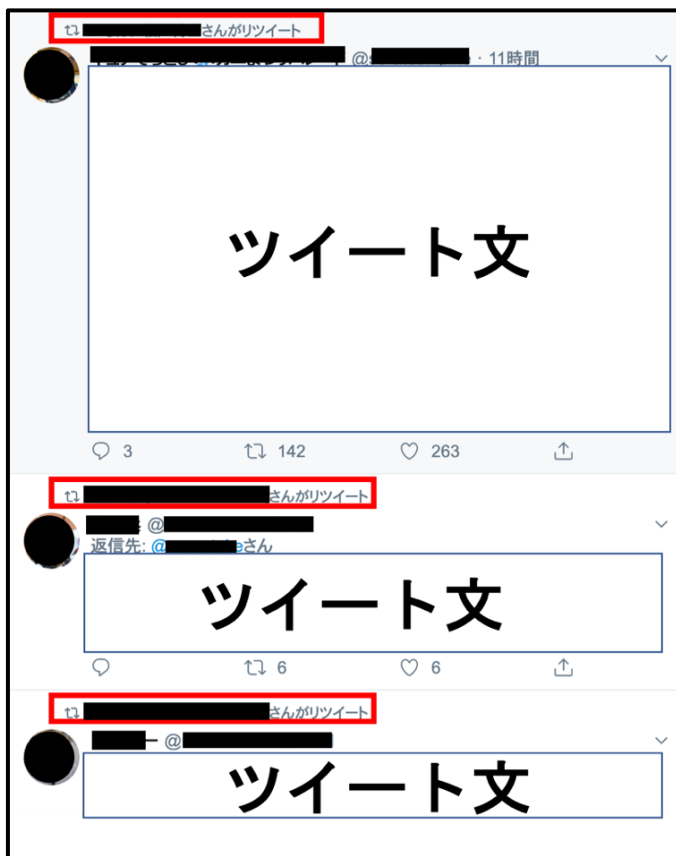 さんがリツイート
@ · 11時間
ツイート文
3 142 263
さんがリツイート
@
返信先: @ eさん
ツイート文
6 6
さんがリツイート
@
ツイート文